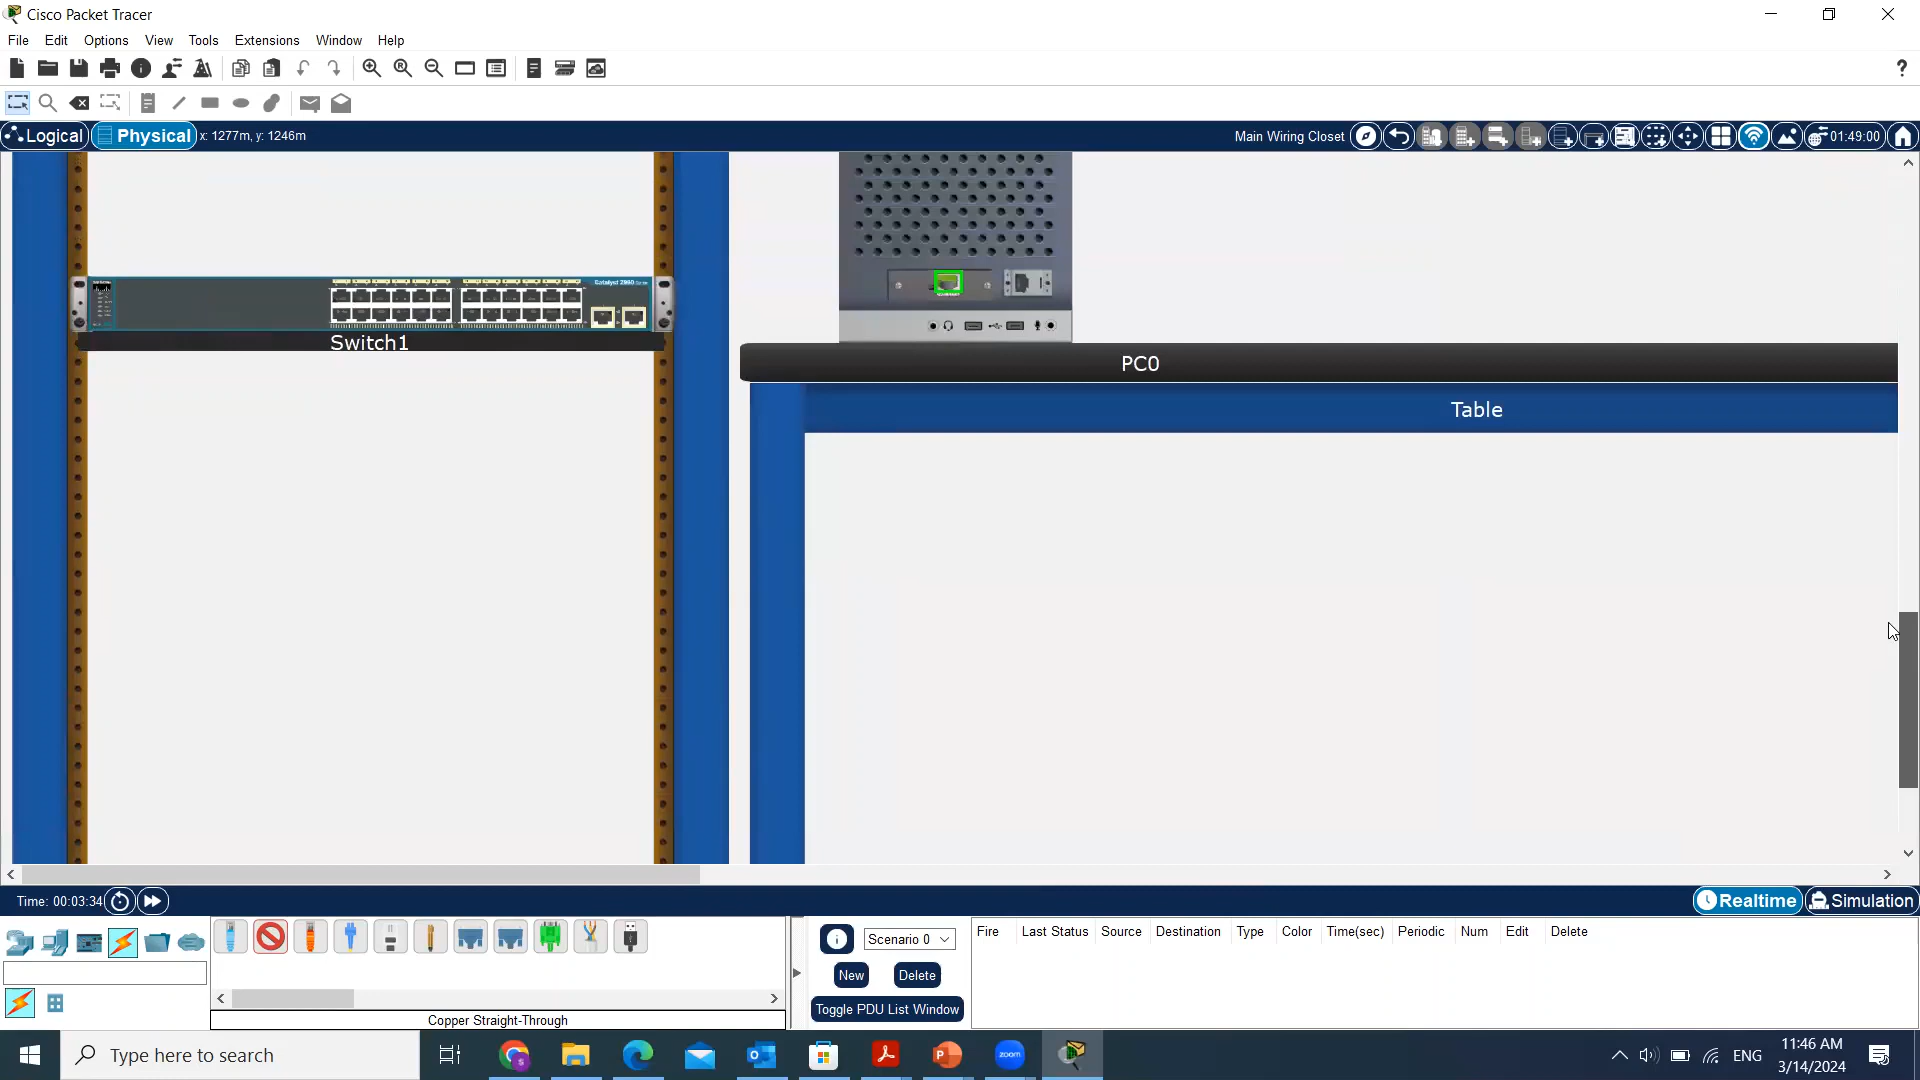 Cisco Packet Tracer
File Edit Options View Tools Extensions Window Help
Logical Physical x: 1277m, y: 1246m Main Wiring Closet 01:49:00
Catalyst 2960
Switch1
PC0
Table
Time: 00:03:34 Realtime Simulation
Scenario 0 Fire Last Status Source Destination Type Color Time(sec) Periodic Num Edit Delete
New Delete
Toggle PDU List Window
Copper Straight-Through
Type here to search
zoom
ENG
11:46 AM
3/14/2024